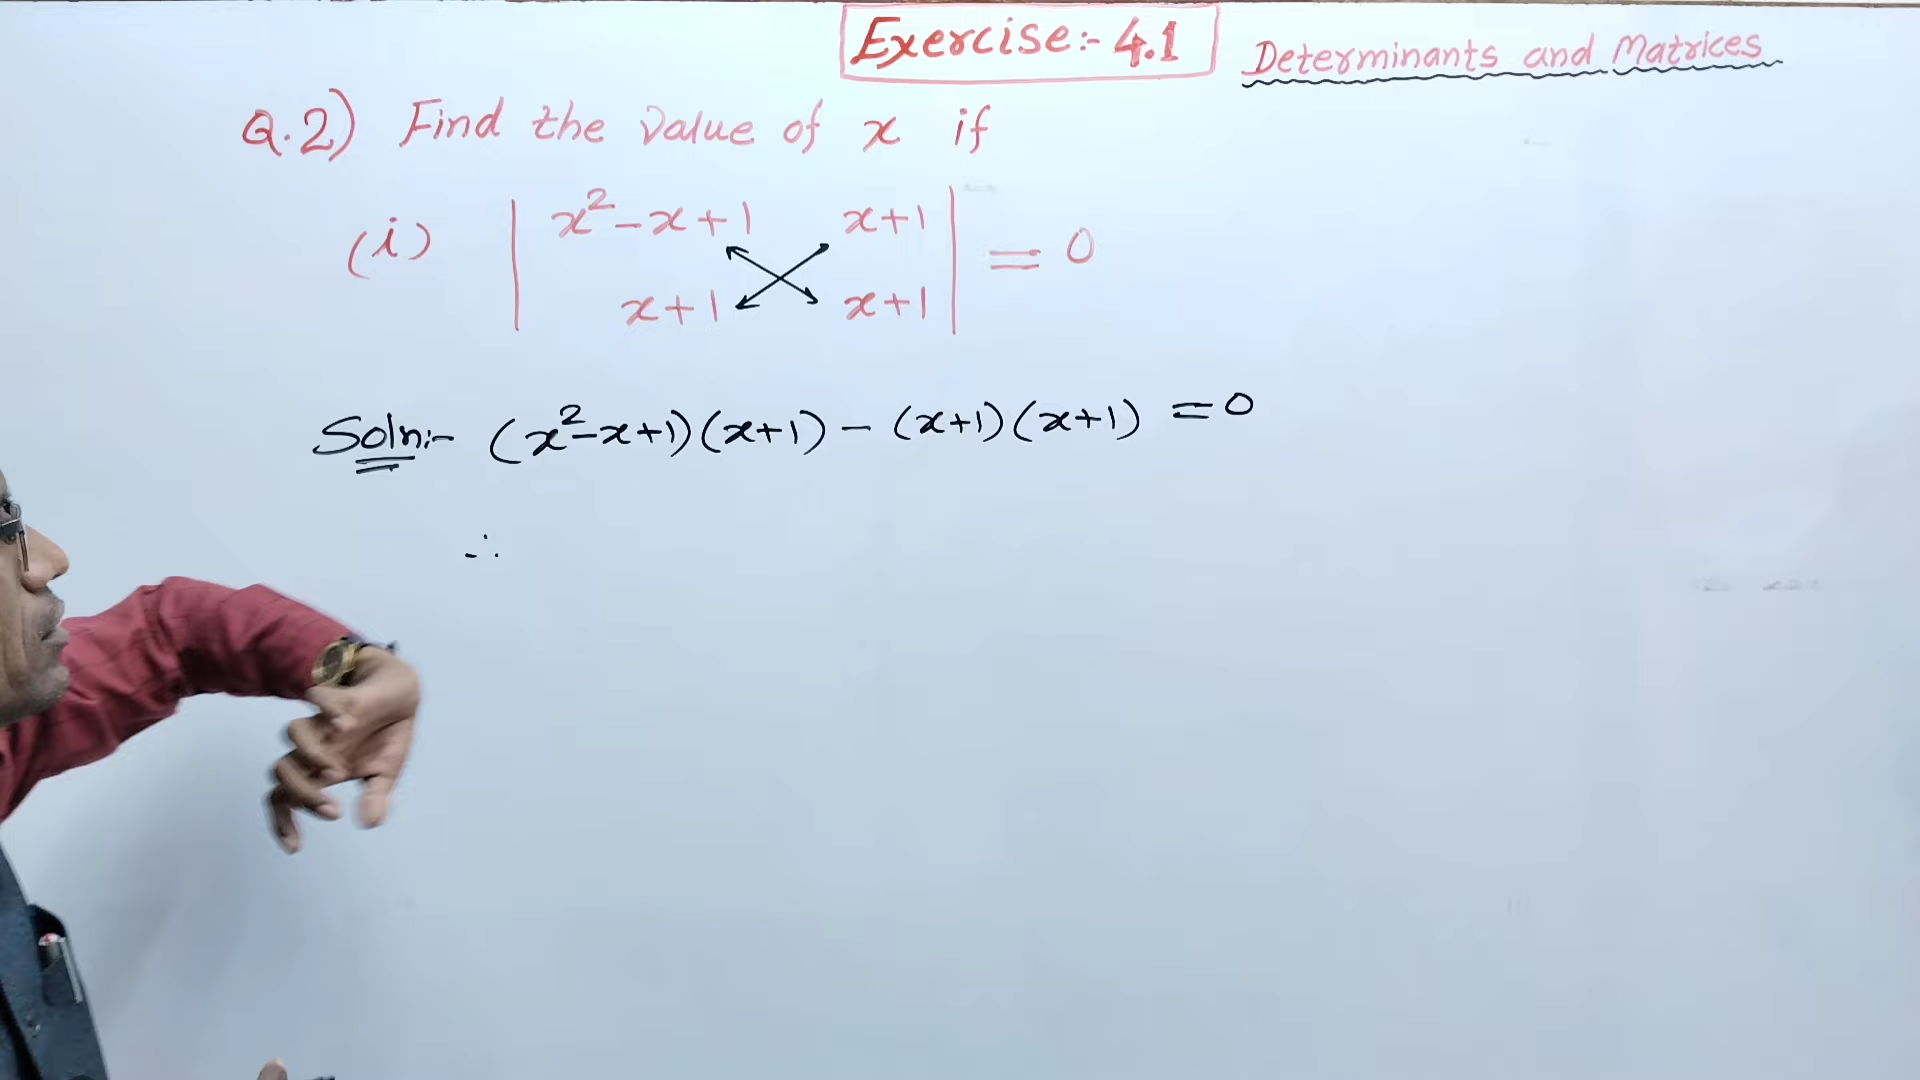 Exercise:- 4.1
Determinants and Matrices
Q.2) Find the value of x if
(i) | x²-x+1 x+1 |
| x+1 x+1 | = 0
Soln:- (x²-x+1)(x+1) - (x+1)(x+1) = 0
∴